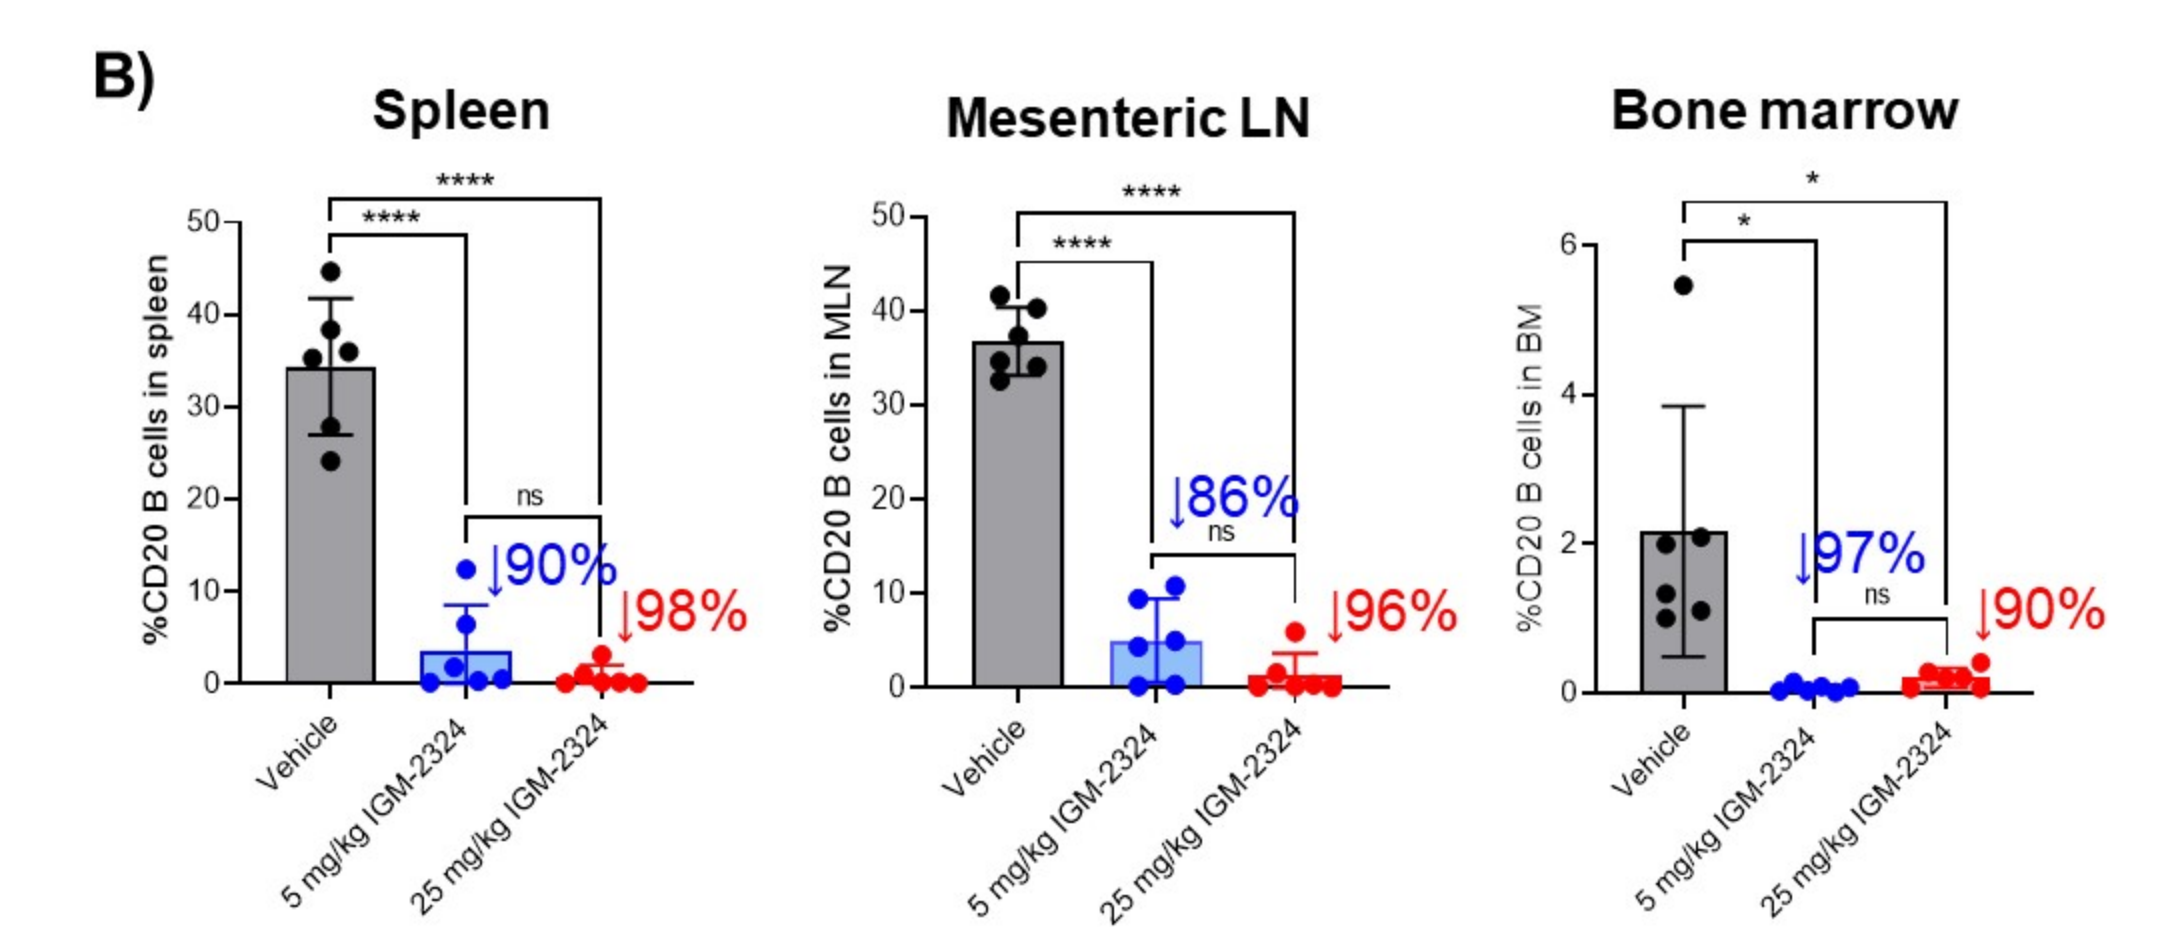 B)
Spleen
****
****
50
40
30
20
10
0
%CD20 B cells in spleen
ns
↓90%
↓98%
Vehicle
5 mg/kg IGM-2324
25 mg/kg IGM-2324
Mesenteric LN
****
****
50
40
30
20
10
0
%CD20 B cells in MLN
↓86%
ns
↓96%
Vehicle
5 mg/kg IGM-2324
25 mg/kg IGM-2324
Bone marrow
*
*
6
4
2
0
%CD20 B cells in BM
↓97%
ns
↓90%
Vehicle
5 mg/kg IGM-2324
25 mg/kg IGM-2324